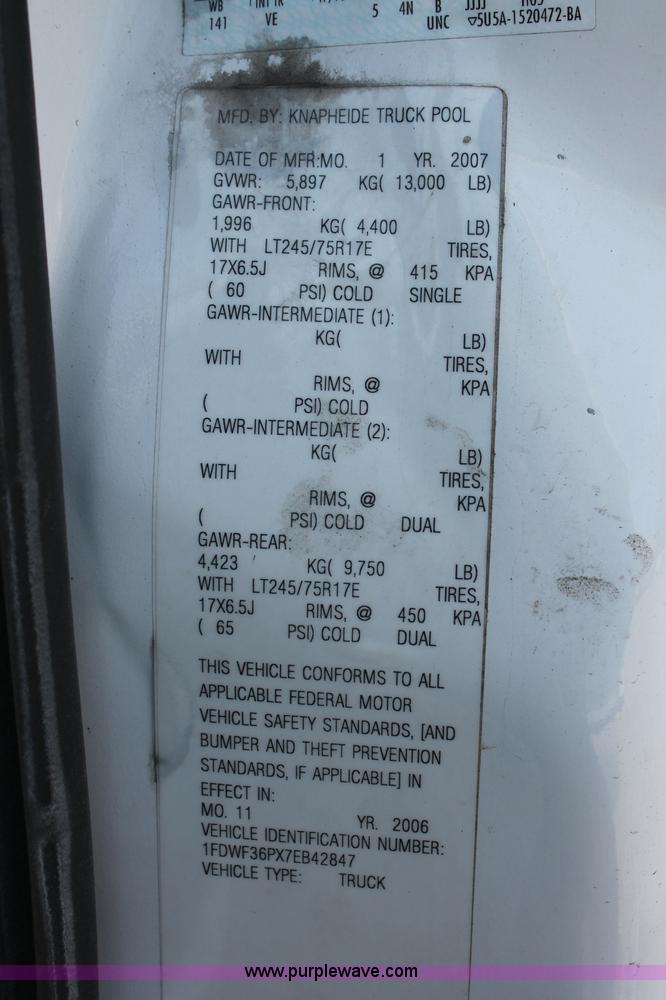 WB
141 VE 5 4N B JJJJ
UNC ▽5U5A-1520472-BA
MFD. BY: KNAPHEIDE TRUCK POOL
DATE OF MFR:MO. 1 YR. 2007
GVWR: 5,897 KG( 13,000 LB)
GAWR-FRONT:
1,996 KG( 4,400 LB)
WITH LT245/75R17E TIRES,
17X6.5J RIMS, @ 415 KPA
( 60 PSI) COLD SINGLE
GAWR-INTERMEDIATE (1):
KG( LB)
WITH TIRES,
RIMS, @ KPA
( PSI) COLD
GAWR-INTERMEDIATE (2):
KG( LB)
WITH TIRES,
RIMS, @ KPA
( PSI) COLD DUAL
GAWR-REAR:
4,423 KG( 9,750 LB)
WITH LT245/75R17E TIRES,
17X6.5J RIMS, @ 450 KPA
( 65 PSI) COLD DUAL
THIS VEHICLE CONFORMS TO ALL
APPLICABLE FEDERAL MOTOR
VEHICLE SAFETY STANDARDS, [AND
BUMPER AND THEFT PREVENTION
STANDARDS, IF APPLICABLE] IN
EFFECT IN:
MO. 11 YR. 2006
VEHICLE IDENTIFICATION NUMBER:
1FDWF36PX7EB42847
VEHICLE TYPE: TRUCK
www.purplewave.com